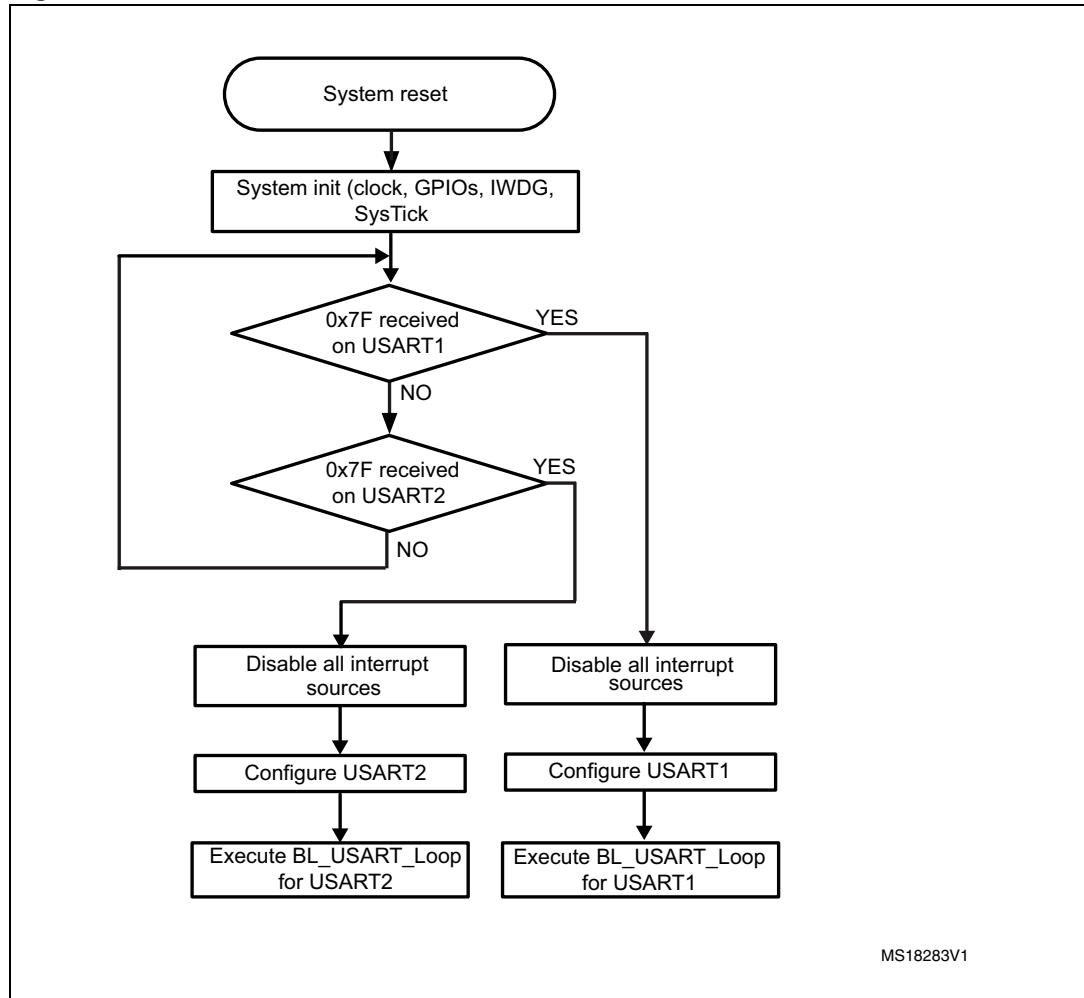 System reset
System init (clock, GPIOs, IWDG,
SysTick
0x7F received
on USART1
YES
NO
0x7F received
on USART2
YES
NO
Disable all interrupt
sources
Disable all interrupt
sources
Configure USART2
Configure USART1
Execute BL_USART_Loop
for USART2
Execute BL_USART_Loop
for USART1
MS18283V1